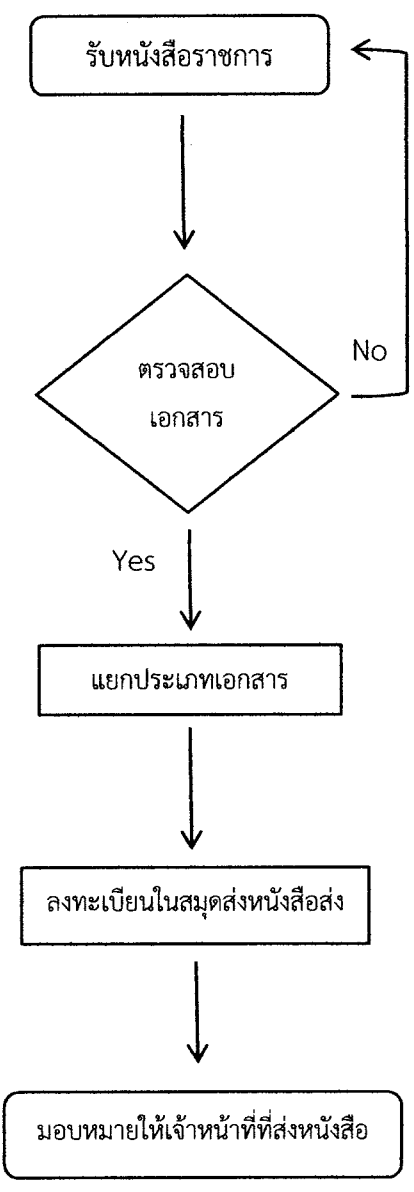 รับหนังสือราชการ
ตรวจสอบ
เอกสาร
No
Yes
แยกประเภทเอกสาร
ลงทะเบียนในสมุดส่งหนังสือส่ง
มอบหมายให้เจ้าหน้าที่ที่ส่งหนังสือ